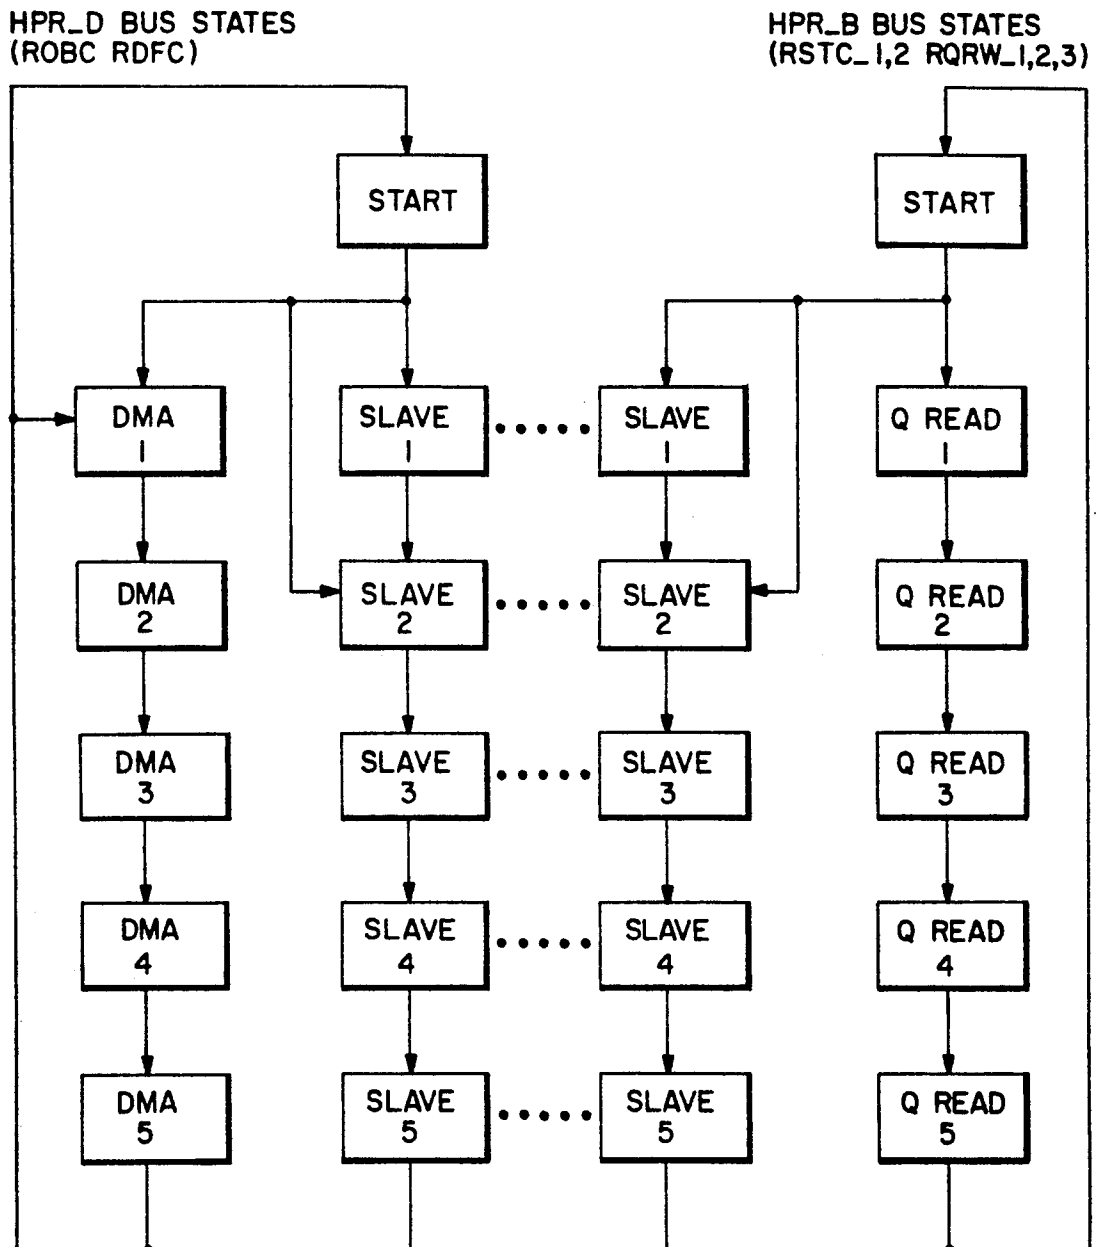 HPR_D BUS STATES
(ROBC RDFC)
HPR_B BUS STATES
(RSTC_1,2 RQRW_1,2,3)
START
START
DMA
1
SLAVE
1
SLAVE
1
Q READ
1
DMA
2
SLAVE
2
SLAVE
2
Q READ
2
DMA
3
SLAVE
3
SLAVE
3
Q READ
3
DMA
4
SLAVE
4
SLAVE
4
Q READ
4
DMA
5
SLAVE
5
SLAVE
5
Q READ
5